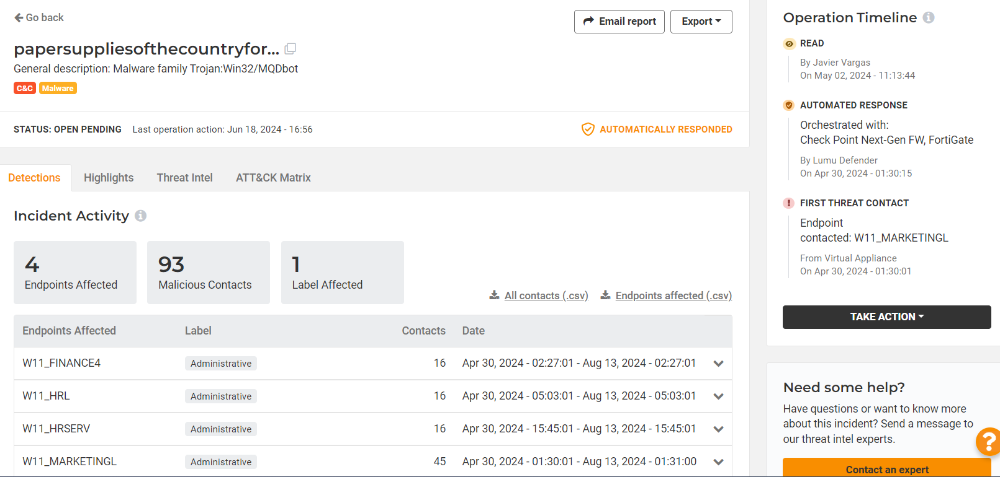 Go back
Email report
Export
papersuppliesofthecountryfor...
General description: Malware family Trojan:Win32/MQDbot
C&C Malware
STATUS: OPEN PENDING Last operation action: Jun 18, 2024 - 16:56
AUTOMATICALLY RESPONDED
Detections Highlights Threat Intel ATT&CK Matrix
Incident Activity
4
Endpoints Affected
93
Malicious Contacts
1
Label Affected
All contacts (.csv) Endpoints affected (.csv)
Endpoints Affected Label Contacts Date
W11_FINANCE4 Administrative 16 Apr 30, 2024 - 02:27:01 - Aug 13, 2024 - 02:27:01
W11_HRL Administrative 16 Apr 30, 2024 - 05:03:01 - Aug 13, 2024 - 05:03:01
W11_HRSERV Administrative 16 Apr 30, 2024 - 15:45:01 - Aug 13, 2024 - 15:45:01
W11_MARKETINGL Administrative 45 Apr 30, 2024 - 01:30:01 - Aug 13, 2024 - 01:31:00
Operation Timeline
READ
By Javier Vargas
On May 02, 2024 - 11:13:44
AUTOMATED RESPONSE
Orchestrated with:
Check Point Next-Gen FW, FortiGate
By Lumu Defender
On Apr 30, 2024 - 01:30:15
FIRST THREAT CONTACT
Endpoint
contacted: W11_MARKETINGL
From Virtual Appliance
On Apr 30, 2024 - 01:30:01
TAKE ACTION
Need some help?
Have questions or want to know more
about this incident? Send a message to
our threat intel experts.
?
Contact an expert